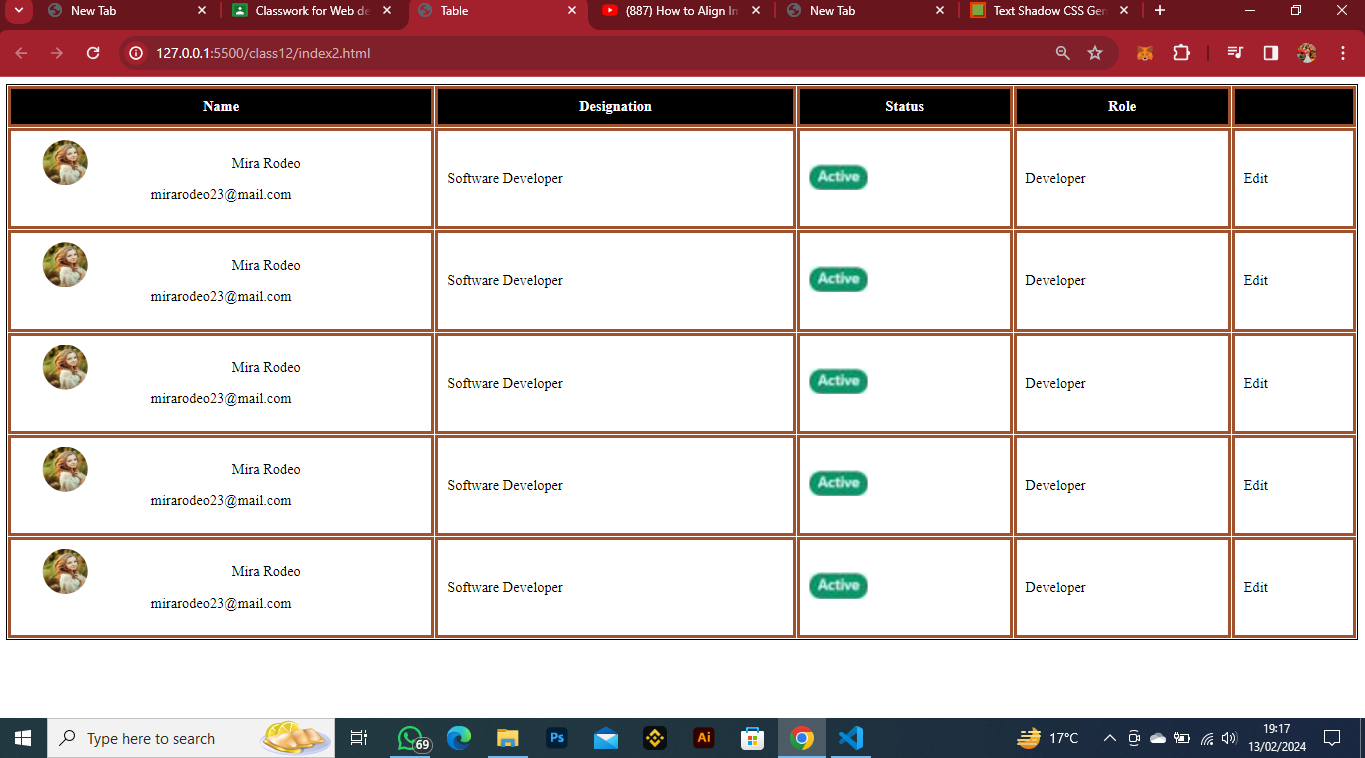 New Tab
Classwork for Web de
Table
(887) How to Align Im
New Tab
Text Shadow CSS Gen
127.0.0.1:5500/class12/index2.html
Name Designation Status Role
Mira Rodeo
mirarodeo23@mail.com
Software Developer Active Developer Edit
Mira Rodeo
mirarodeo23@mail.com
Software Developer Active Developer Edit
Mira Rodeo
mirarodeo23@mail.com
Software Developer Active Developer Edit
Mira Rodeo
mirarodeo23@mail.com
Software Developer Active Developer Edit
Mira Rodeo
mirarodeo23@mail.com
Software Developer Active Developer Edit
Type here to search
69
Ps
Ai
17°C
19:17
13/02/2024